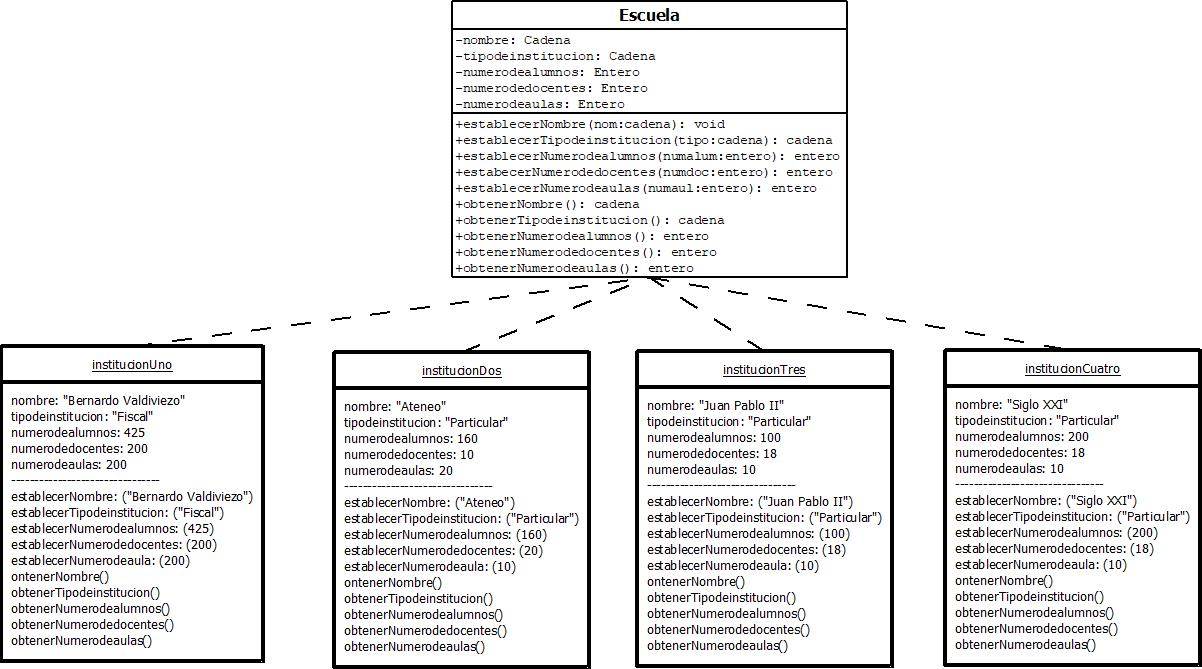 Escuela
-nombre: Cadena
-tipodeinstitucion: Cadena
-numerodealumnos: Entero
-numerodedocentes: Entero
-numerodeaulas: Entero
+establecerNombre(nom:cadena): void
+establecerTipodeinstitucion(tipo:cadena): cadena
+establecerNumerodealumnos(numalum:entero): entero
+estabecerNumerodedocentes(numdoc:entero): entero
+establecerNumerodeaulas(numaul:entero): entero
+obtenerNombre(): cadena
+obtenerTipodeinstitucion(): cadena
+obtenerNumerodealumnos(): entero
+obtenerNumerodedocentes(): entero
+obtenerNumerodeaulas(): entero
institucionUno
nombre: "Bernardo Valdiviezo"
tipodeinstitucion: "Fiscal"
numerodealumnos: 425
numerodedocentes: 200
numerodeaulas: 200
------------------------------
establecerNombre: ("Bernardo Valdiviezo")
establecerTipodeinstitucion: ("Fiscal")
establecerNumerodealumnos: (425)
establecerNumerodedocentes: (200)
establecerNumerodeaula: (200)
ontenerNombre()
obtenerTipodeinstitucion()
obtenerNumerodealumnos()
obtenerNumerodedocentes()
obtenerNumerodeaulas()
institucionDos
nombre: "Ateneo"
tipodeinstitucion: "Particular"
numerodealumnos: 160
numerodedocentes: 10
numerodeaulas: 20
------------------------------
establecerNombre: ("Ateneo")
establecerTipodeinstitucion: ("Particular")
establecerNumerodealumnos: (160)
establecerNumerodedocentes: (20)
establecerNumerodeaula: (10)
ontenerNombre()
obtenerTipodeinstitucion()
obtenerNumerodealumnos()
obtenerNumerodedocentes()
obtenerNumerodeaulas()
institucionTres
nombre: "Juan Pablo II"
tipodeinstitucion: "Particular"
numerodealumnos: 100
numerodedocentes: 18
numerodeaulas: 10
------------------------------
establecerNombre: ("Juan Pablo II")
establecerTipodeinstitucion: ("Particular")
establecerNumerodealumnos: (100)
establecerNumerodedocentes: (18)
establecerNumerodeaula: (10)
ontenerNombre()
obtenerTipodeinstitucion()
obtenerNumerodealumnos()
obtenerNumerodedocentes()
obtenerNumerodeaulas()
institucionCuatro
nombre: "Siglo XXI"
tipodeinstitucion: "Particular"
numerodealumnos: 200
numerodedocentes: 18
numerodeaulas: 10
------------------------------
establecerNombre: ("Siglo XXI")
establecerTipodeinstitucion: ("Particular")
establecerNumerodealumnos: (200)
establecerNumerodedocentes: (18)
establecerNumerodeaula: (10)
ontenerNombre()
obtenerTipodeinstitucion()
obtenerNumerodealumnos()
obtenerNumerodedocentes()
obtenerNumerodeaulas()